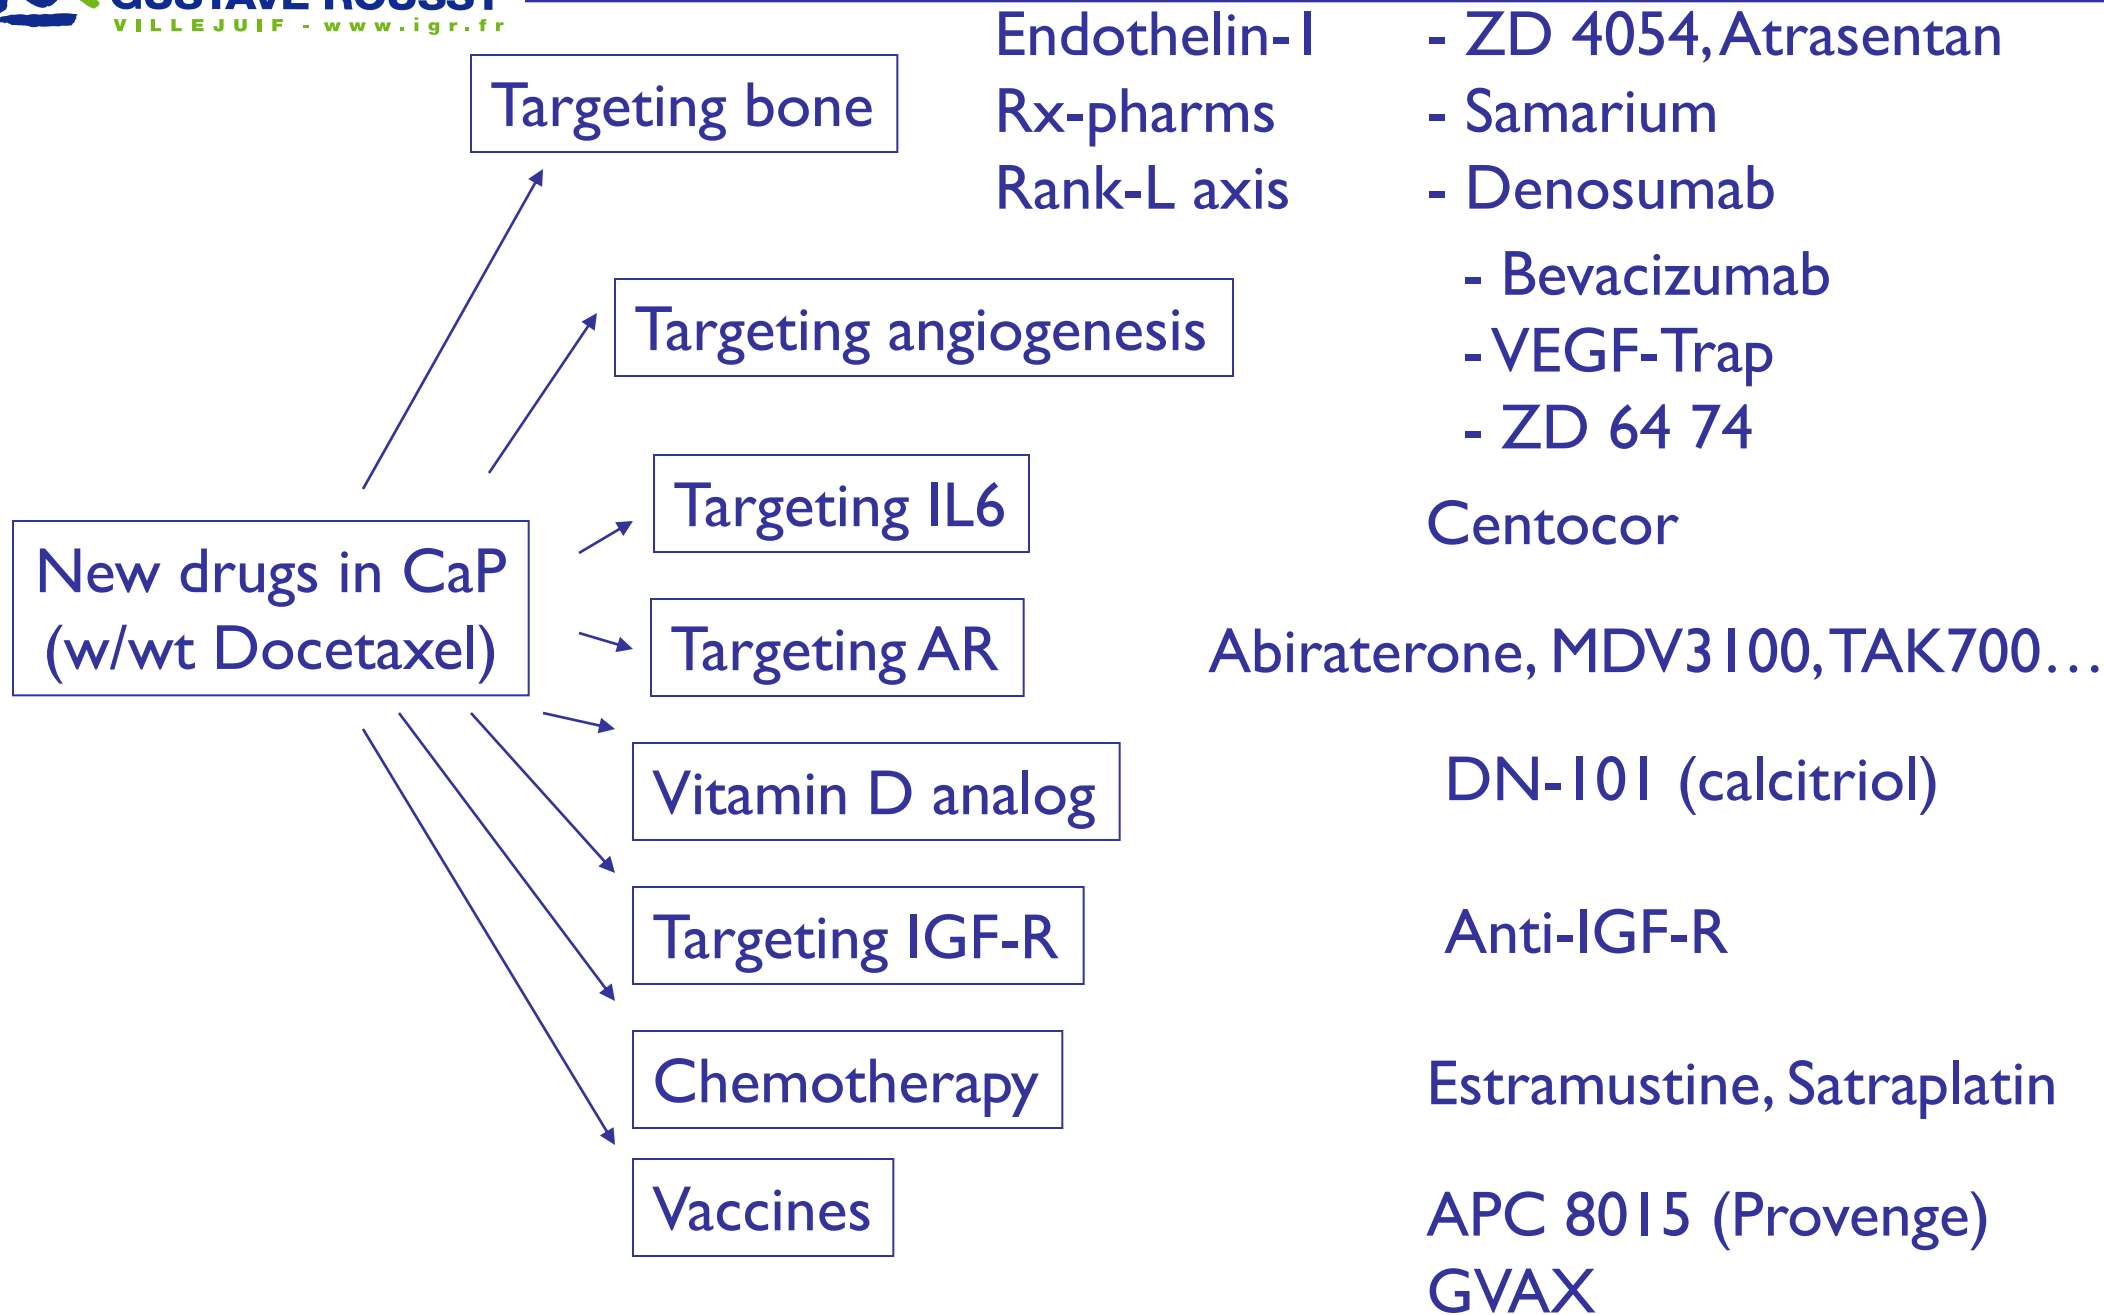 GUSTAVE ROUSSY
VILLEJUIF - www.igr.fr
Endothelin-1 - ZD 4054, Atrasentan
Targeting bone Rx-pharms - Samarium
Rank-L axis - Denosumab
- Bevacizumab
Targeting angiogenesis - VEGF-Trap
- ZD 64 74
Targeting IL6 Centocor
New drugs in CaP
(w/wt Docetaxel)
Targeting AR Abiraterone, MDV3100, TAK700…
Vitamin D analog DN-101 (calcitriol)
Targeting IGF-R Anti-IGF-R
Chemotherapy Estramustine, Satraplatin
Vaccines APC 8015 (Provenge)
GVAX